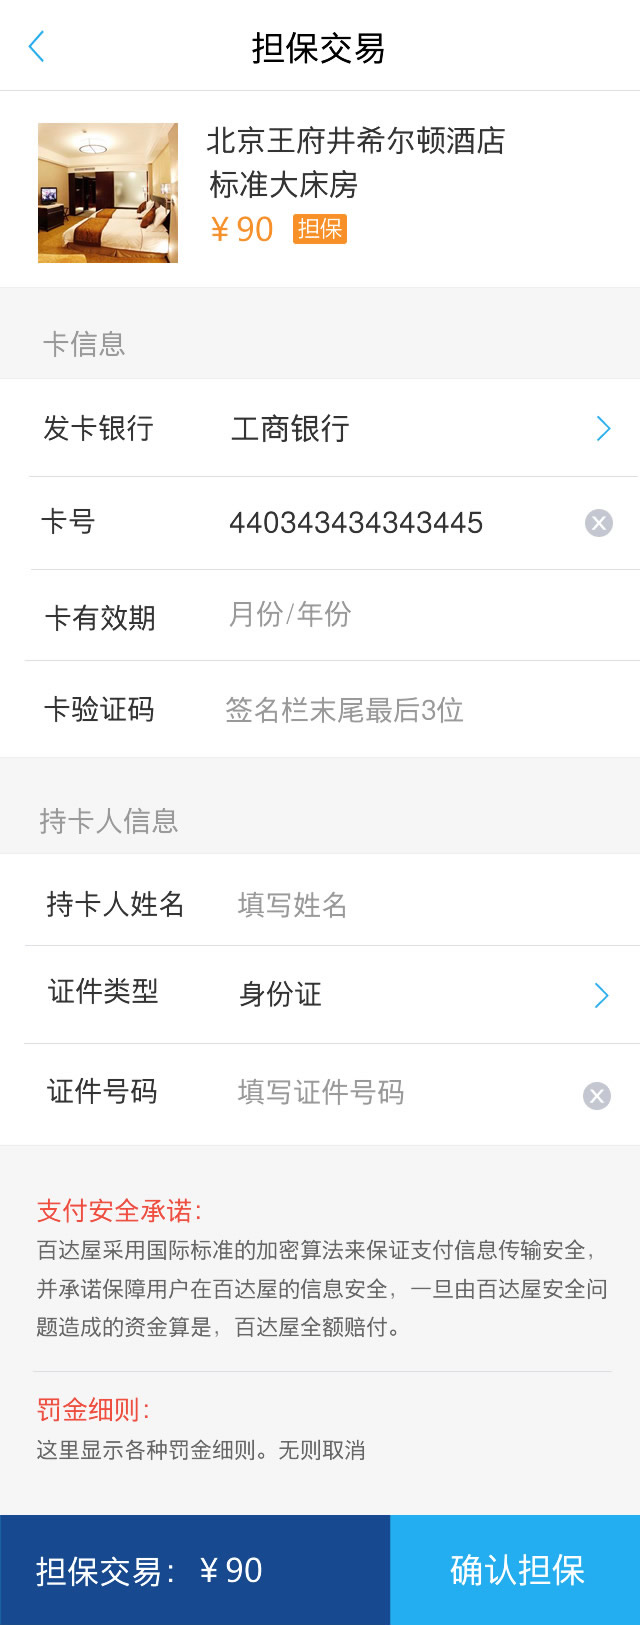 担保交易
北京王府井希尔顿酒店
标准大床房
¥ 90 担保
卡信息
发卡银行 工商银行
卡号 440343434343445
卡有效期 月份/年份
卡验证码 签名栏末尾最后3位
持卡人信息
持卡人姓名 填写姓名
证件类型 身份证
证件号码 填写证件号码
支付安全承诺：
百达屋采用国际标准的加密算法来保证支付信息传输安全，
并承诺保障用户在百达屋的信息安全，一旦由百达屋安全问
题造成的资金算是，百达屋全额赔付。
罚金细则：
这里显示各种罚金细则。无则取消
担保交易： ¥ 90 确认担保